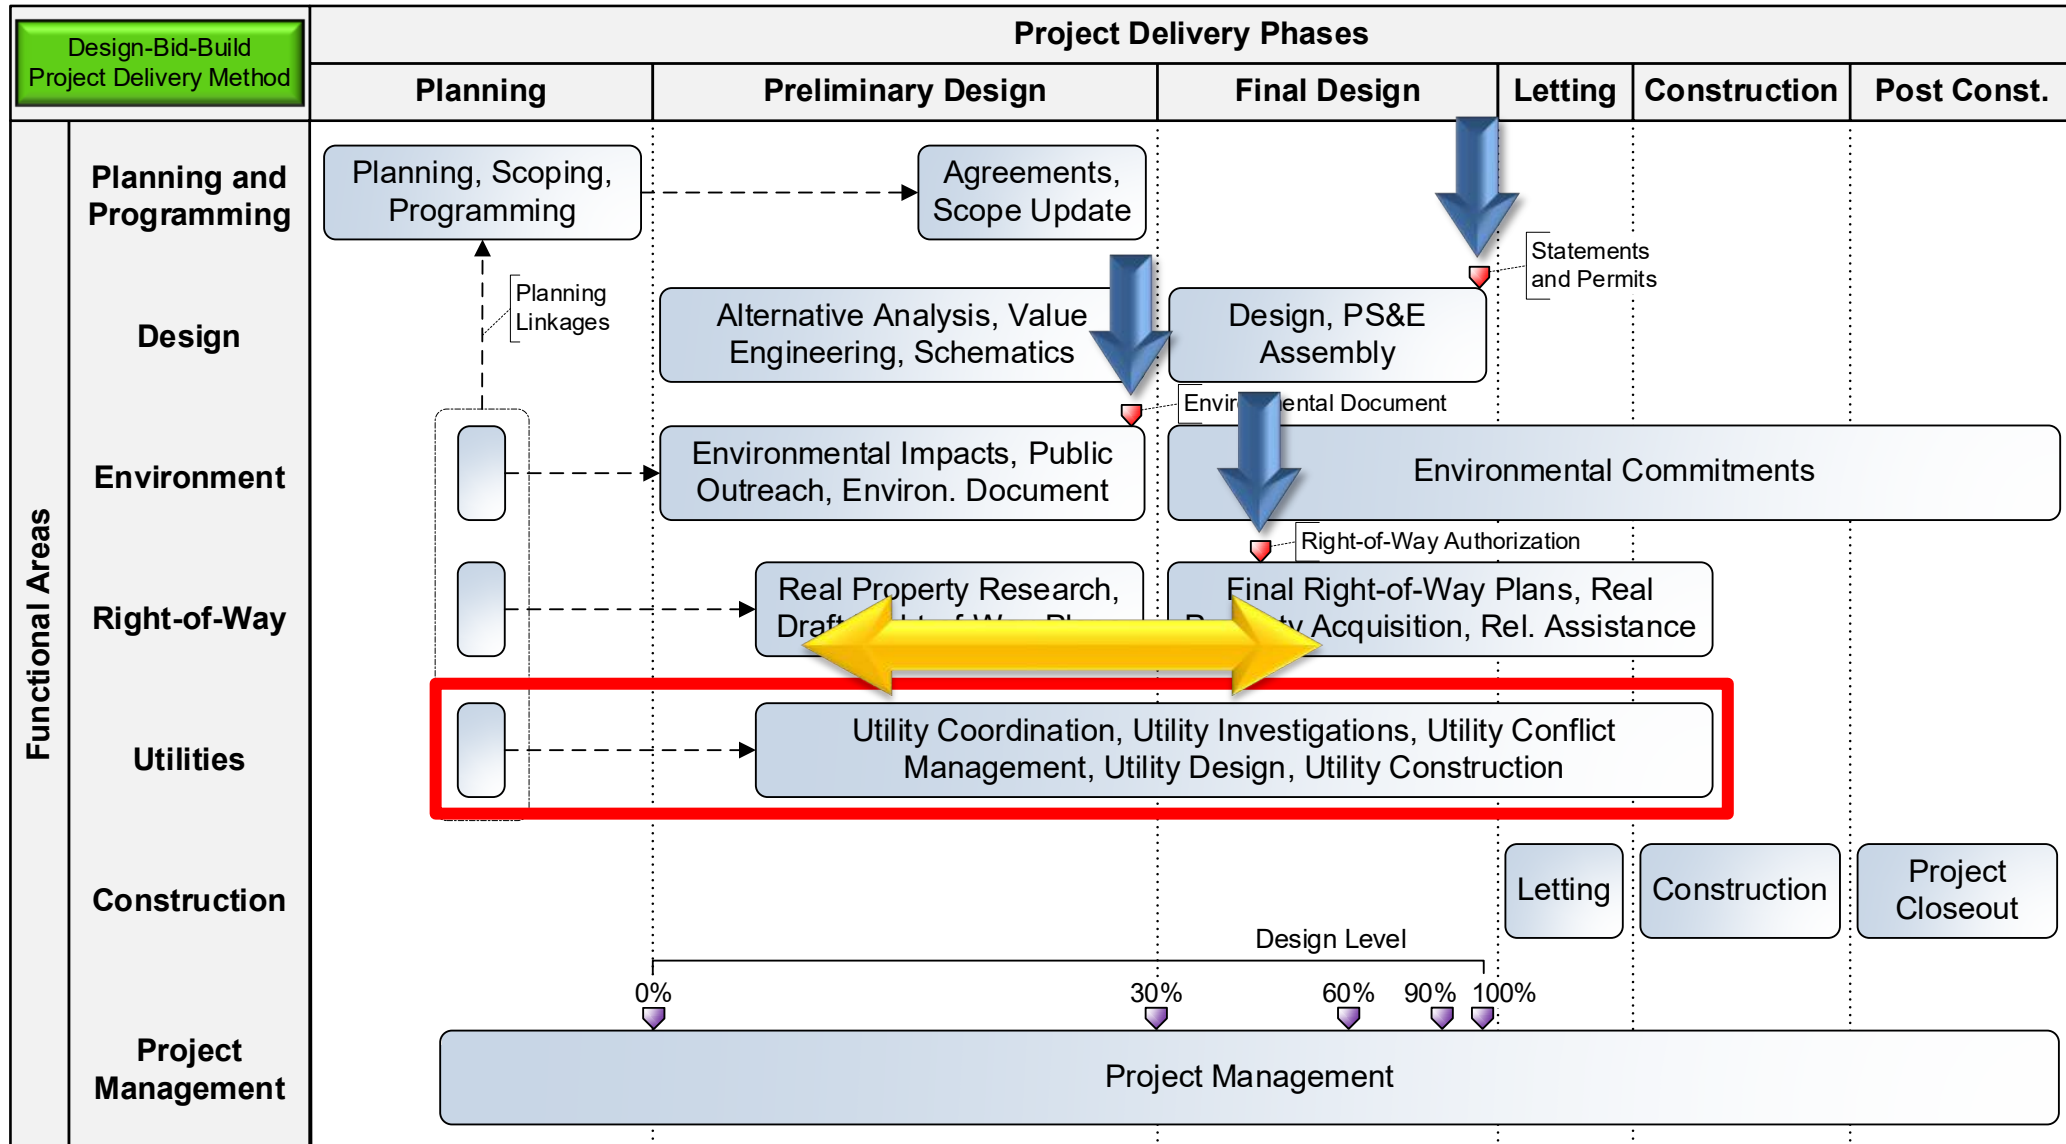 Design-Bid-Build
Project Delivery Method
Project Delivery Phases
Planning
Preliminary Design
Final Design
Letting
Construction
Post Const.
Functional Areas
Planning and
Programming
Planning, Scoping,
Programming
Agreements,
Scope Update
Statements
and Permits
Planning
Linkages
Design
Alternative Analysis, Value
Engineering, Schematics
Design, PS&E
Assembly
Environmental Document
Environment
Environmental Impacts, Public
Outreach, Environ. Document
Environmental Commitments
Right-of-Way Authorization
Right-of-Way
Real Property Research,
Draft
Final Right-of-Way Plans, Real
Acquisition, Rel. Assistance
Utilities
Utility Coordination, Utility Investigations, Utility Conflict
Management, Utility Design, Utility Construction
Construction
Letting
Construction
Project
Closeout
Design Level
0%
30%
60%
90%
100%
Project
Management
Project Management